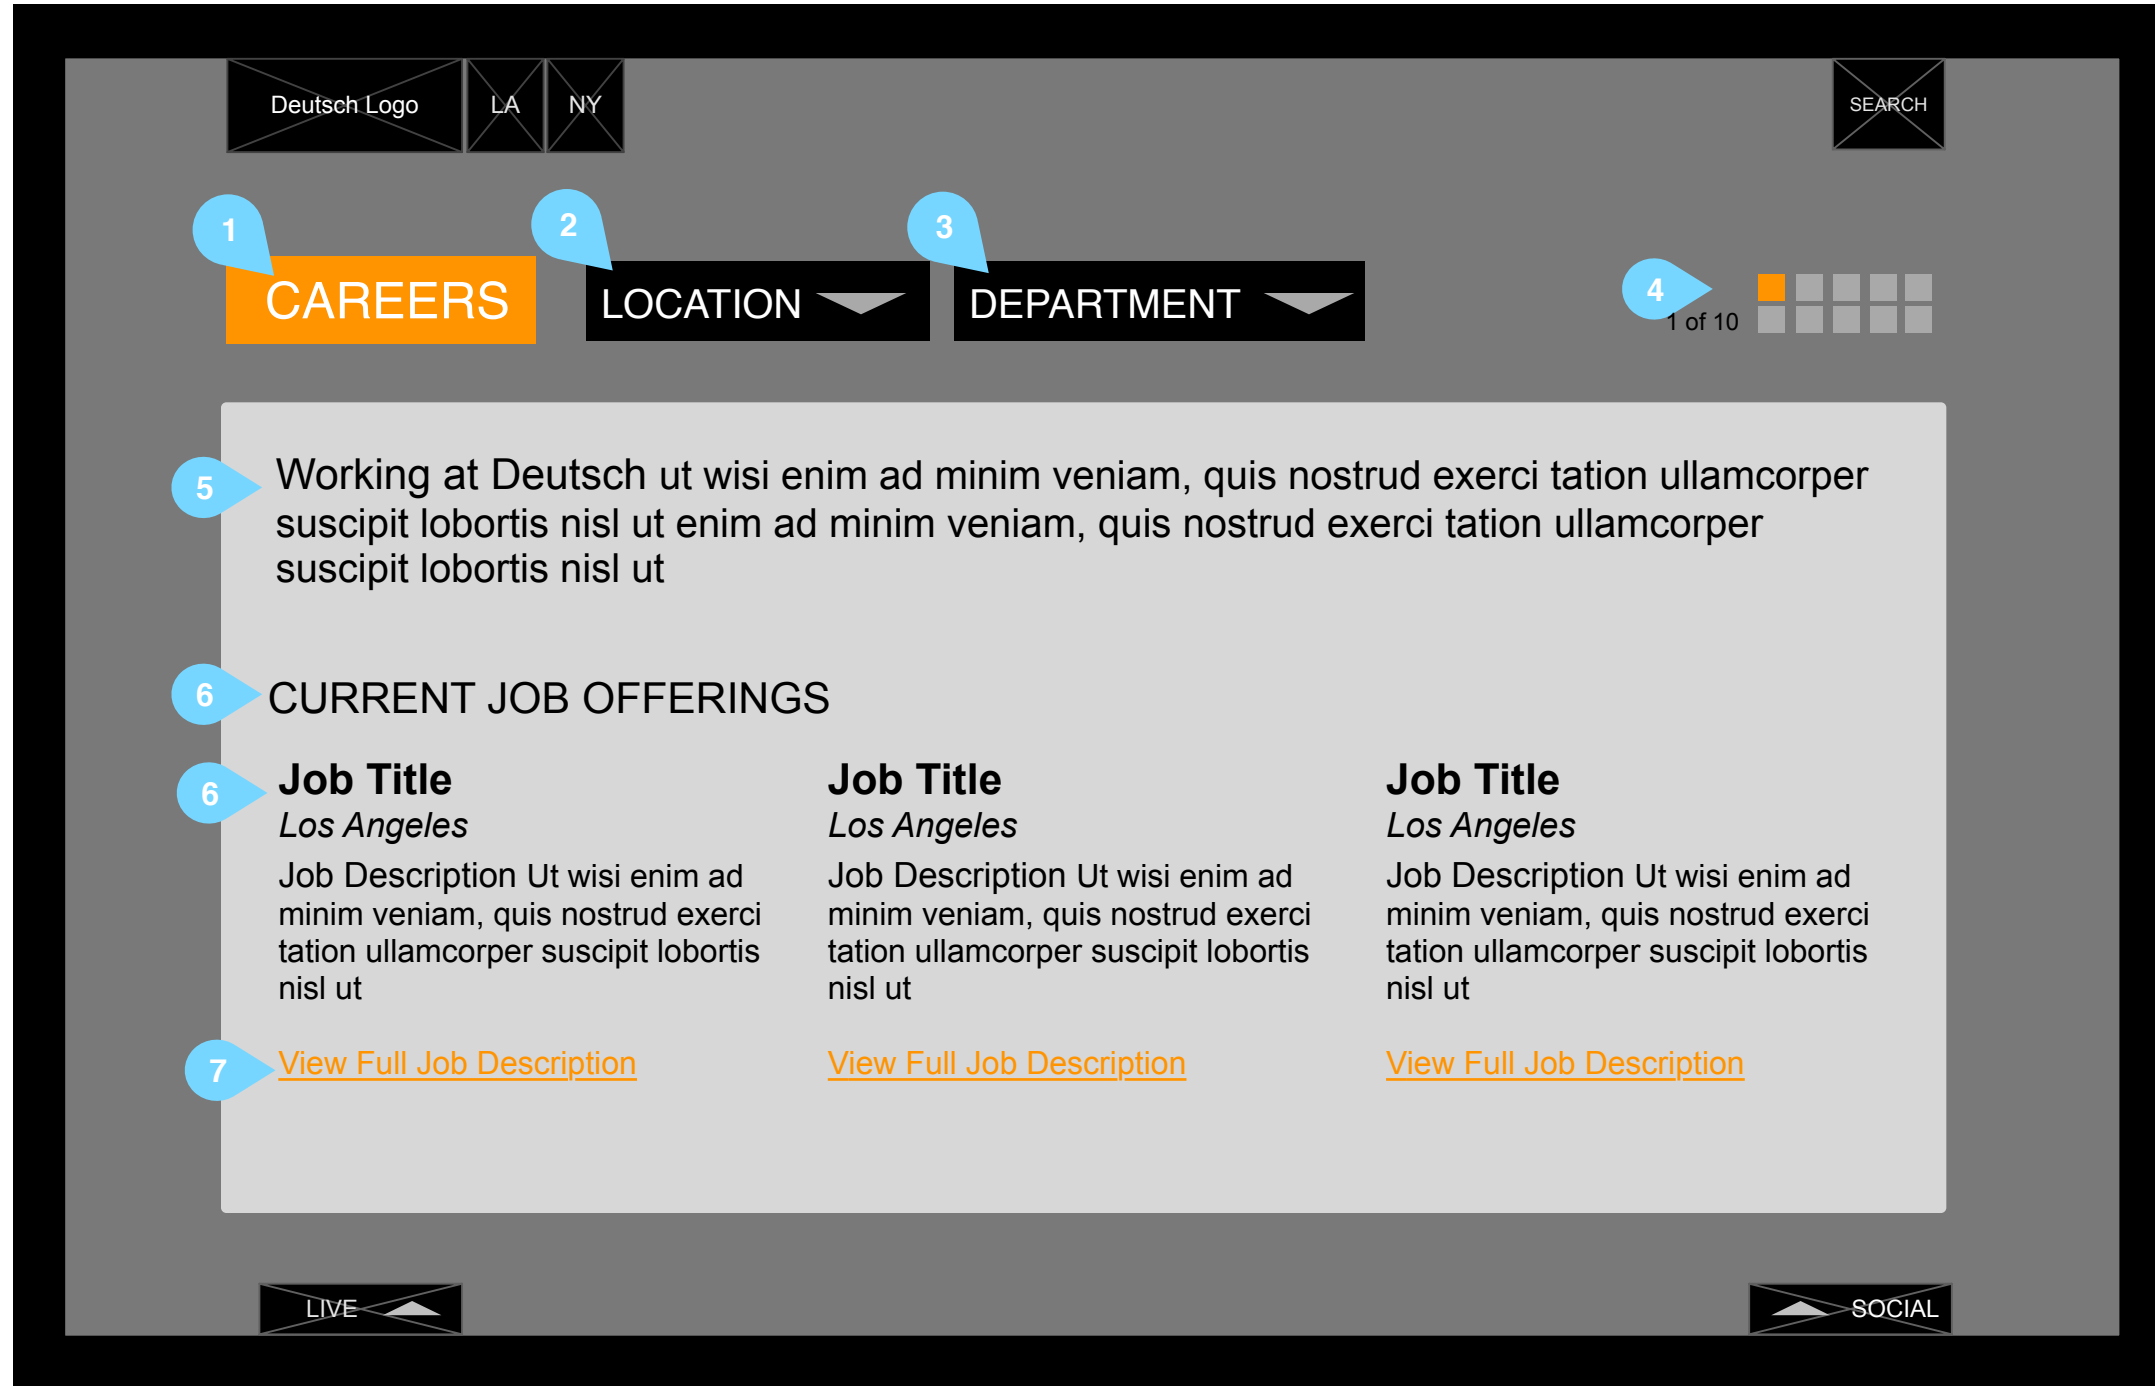 Deutsch Logo
LA
NY
SEARCH
1
2
3
CAREERS
LOCATION
DEPARTMENT
4
1 of 10
5
Working at Deutsch ut wisi enim ad minim veniam, quis nostrud exerci tation ullamcorper
suscipit lobortis nisl ut enim ad minim veniam, quis nostrud exerci tation ullamcorper
suscipit lobortis nisl ut
6
CURRENT JOB OFFERINGS
6
Job Title
Los Angeles
Job Description Ut wisi enim ad
minim veniam, quis nostrud exerci
tation ullamcorper suscipit lobortis
nisl ut
7
View Full Job Description
Job Title
Los Angeles
Job Description Ut wisi enim ad
minim veniam, quis nostrud exerci
tation ullamcorper suscipit lobortis
nisl ut
View Full Job Description
Job Title
Los Angeles
Job Description Ut wisi enim ad
minim veniam, quis nostrud exerci
tation ullamcorper suscipit lobortis
nisl ut
View Full Job Description
LIVE
SOCIAL